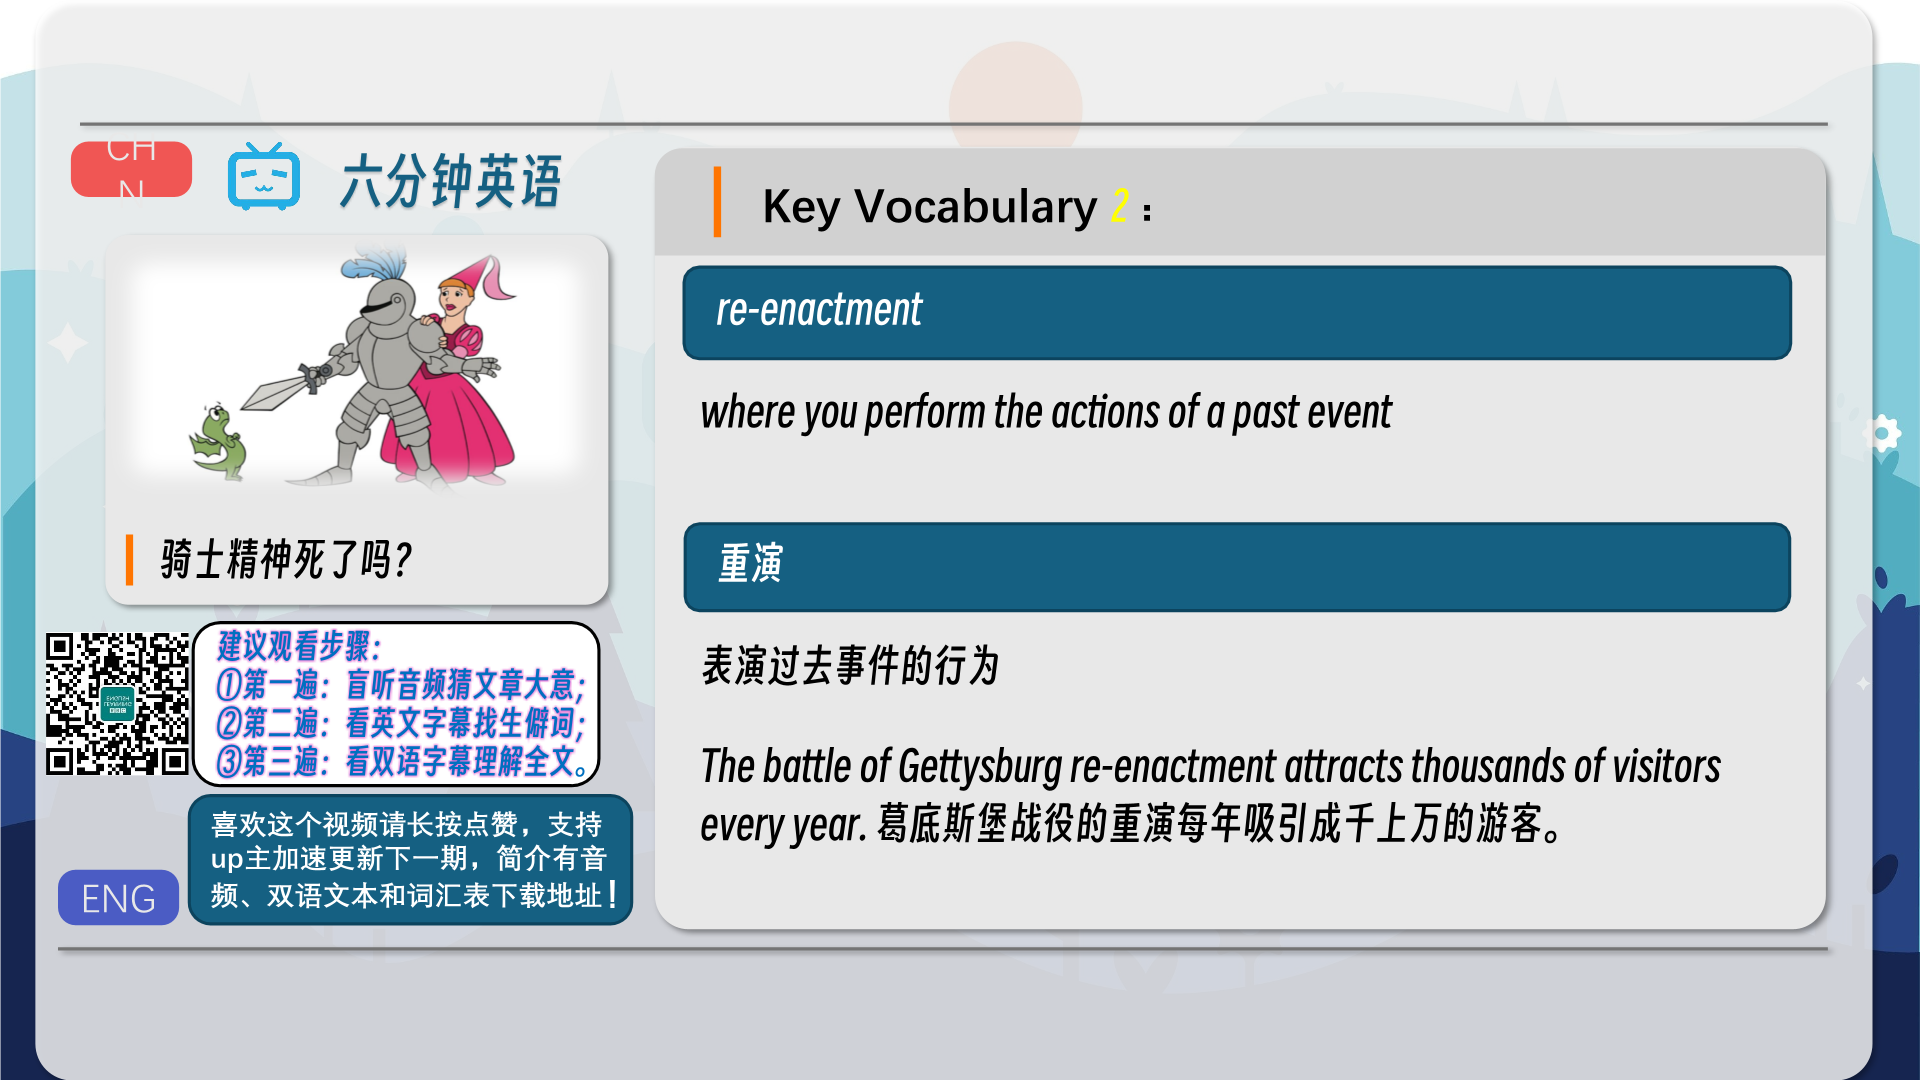 CH
N
六分钟英语
骑士精神死了吗?
建议观看步骤：
①第一遍：盲听音频猜文章大意；
②第二遍：看英文字幕找生僻词；
③第三遍：看双语字幕理解全文。
喜欢这个视频请长按点赞，支持
up主加速更新下一期，简介有音
频、双语文本和词汇表下载地址！
ENG
Key Vocabulary 2：
re-enactment
where you perform the actions of a past event
重演
表演过去事件的行为
The battle of Gettysburg re-enactment attracts thousands of visitors
every year. 葛底斯堡战役的重演每年吸引成千上万的游客。